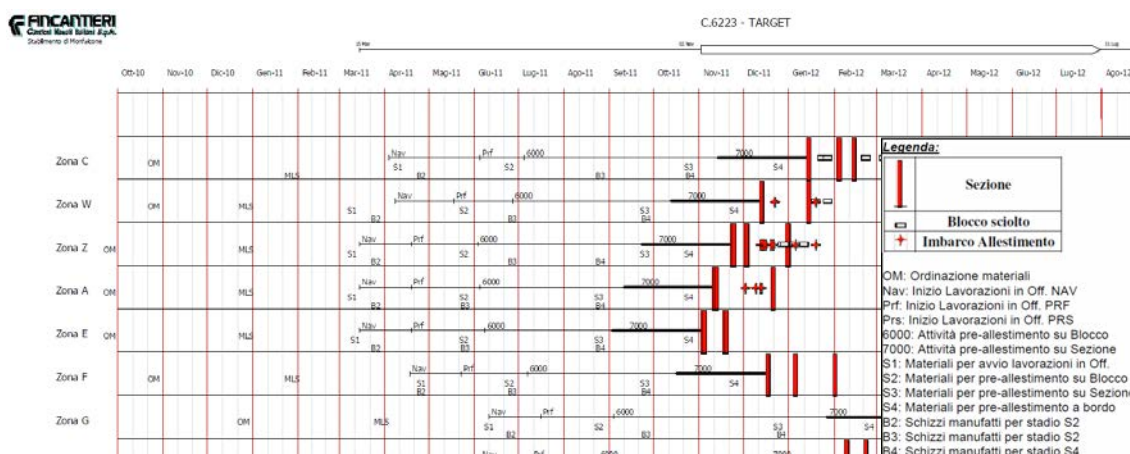 FINCANTIERI
Cantieri Navali Italiani S.p.A.
Stabilimento di Monfalcone
C.6223 - TARGET
Ott-10 Nov-10 Dic-10 Gen-11 Feb-11 Mar-11 Apr-11 Mag-11 Giu-11 Lug-11 Ago-11 Set-11 Ott-11 Nov-11 Dic-11 Gen-12 Feb-12 Mar-12 Apr-12 Mag-12 Giu-12 Lug-12 Ago-12
Nav Prf 6000 7000
Zona C OM S1 S2 S3 S4
MLS B2 B3 B4
Nav Prf 6000 7000
Zona W OM MLS S1 S2 S3 S4
B2 B3 B4
Nav Prf 6000 7000
Zona Z OM MLS S1 S2 S3 S4
B2 B3 B4
Nav Prf 6000 7000
Zona A OM MLS S1 S2 S3 S4
B2 B3 B4
Nav Prf 6000 7000
Zona E OM MLS S1 S2 S3 S4
B2 B3 B4
Nav Prf 6000 7000
Zona F OM MLS S1 S2 S3 S4
B2 B3 B4
Nav Prf 6000 7000
Zona G OM MLS S1 S2 S3 S4
B2 B3 B4
Nav Prf 6000 7000
Legenda:
Sezione
Blocco sciolto
Imbarco Allestimento
OM: Ordinazione materiali
Nav: Inizio Lavorazioni in Off. NAV
Prf: Inizio Lavorazioni in Off. PRF
Prs: Inizio Lavorazioni in Off. PRS
6000: Attività pre-allestimento su Blocco
7000: Attività pre-allestimento su Sezione
S1: Materiali per avvio lavorazioni in Off.
S2: Materiali per pre-allestimento su Blocco
S3: Materiali per pre-allestimento su Sezione
S4: Materiali per pre-allestimento a bordo
B2: Schizzi manufatti per stadio S2
B3: Schizzi manufatti per stadio S2
B4: Schizzi manufatti per stadio S4